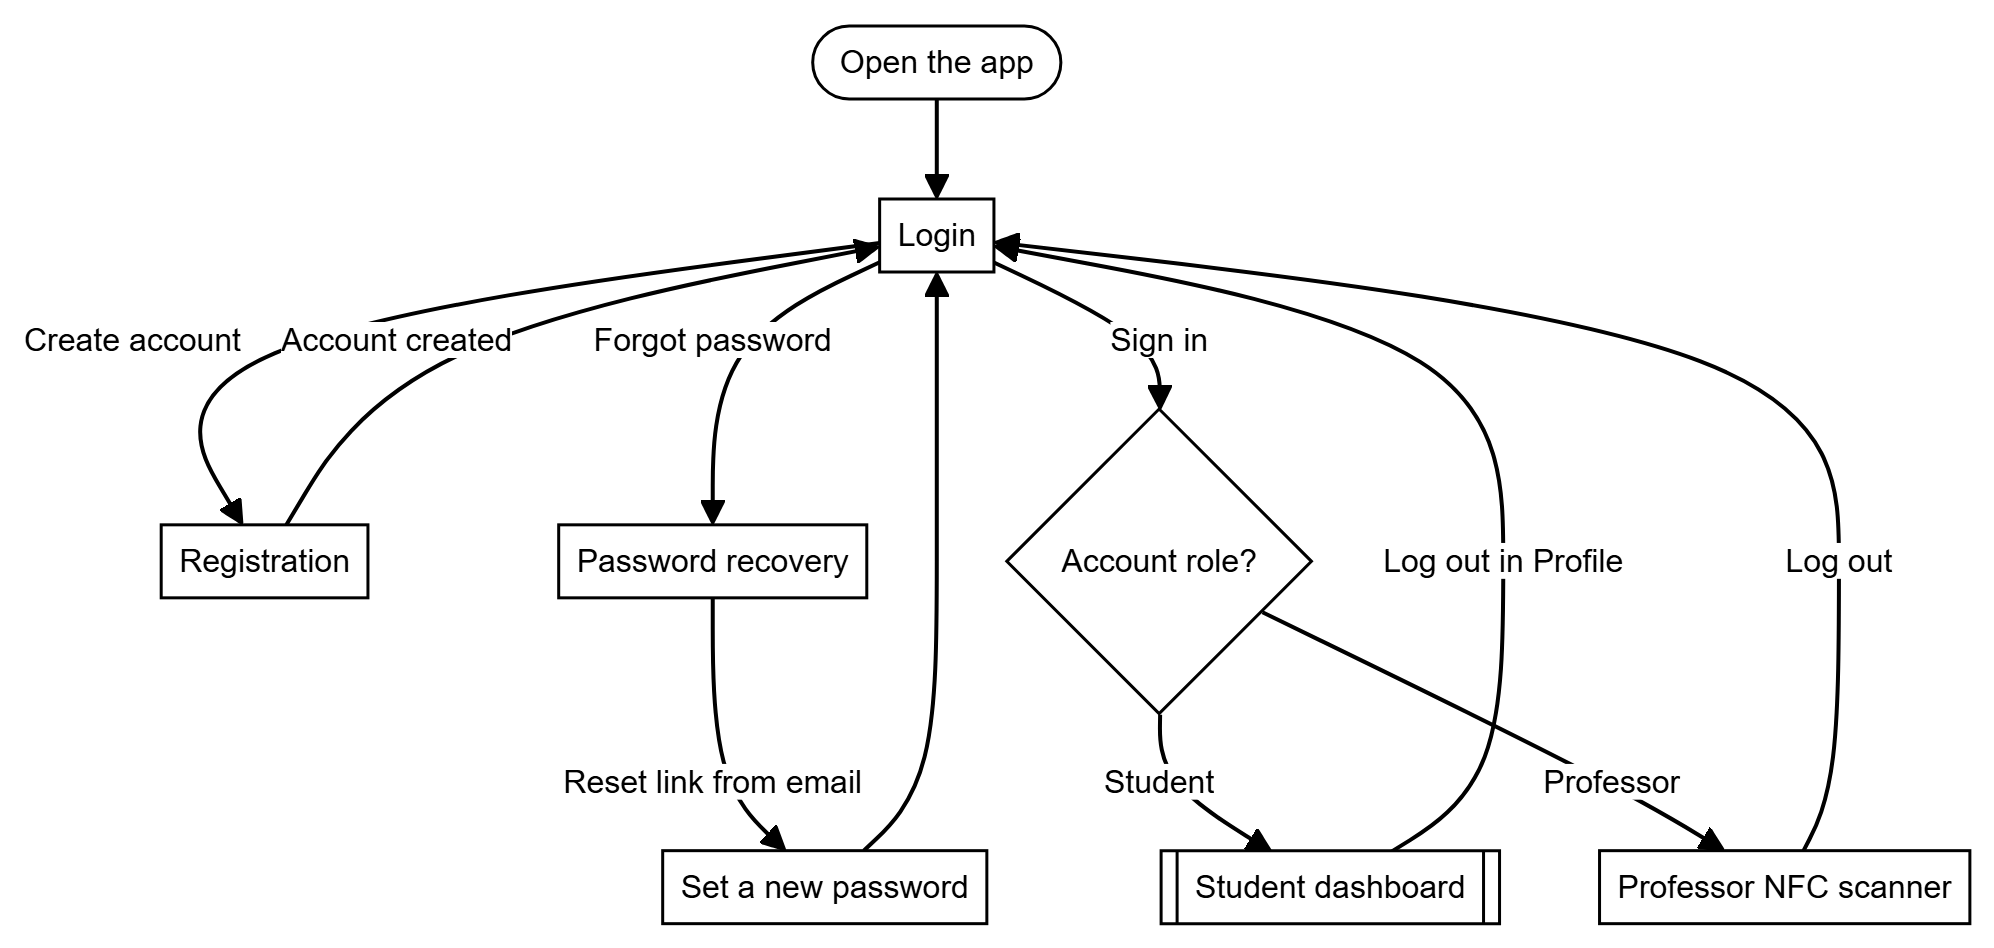 Open the app
Login
Create account
Account created
Forgot password
Sign in
Registration
Password recovery
Account role?
Log out in Profile
Log out
Reset link from email
Student
Professor
Set a new password
Student dashboard
Professor NFC scanner